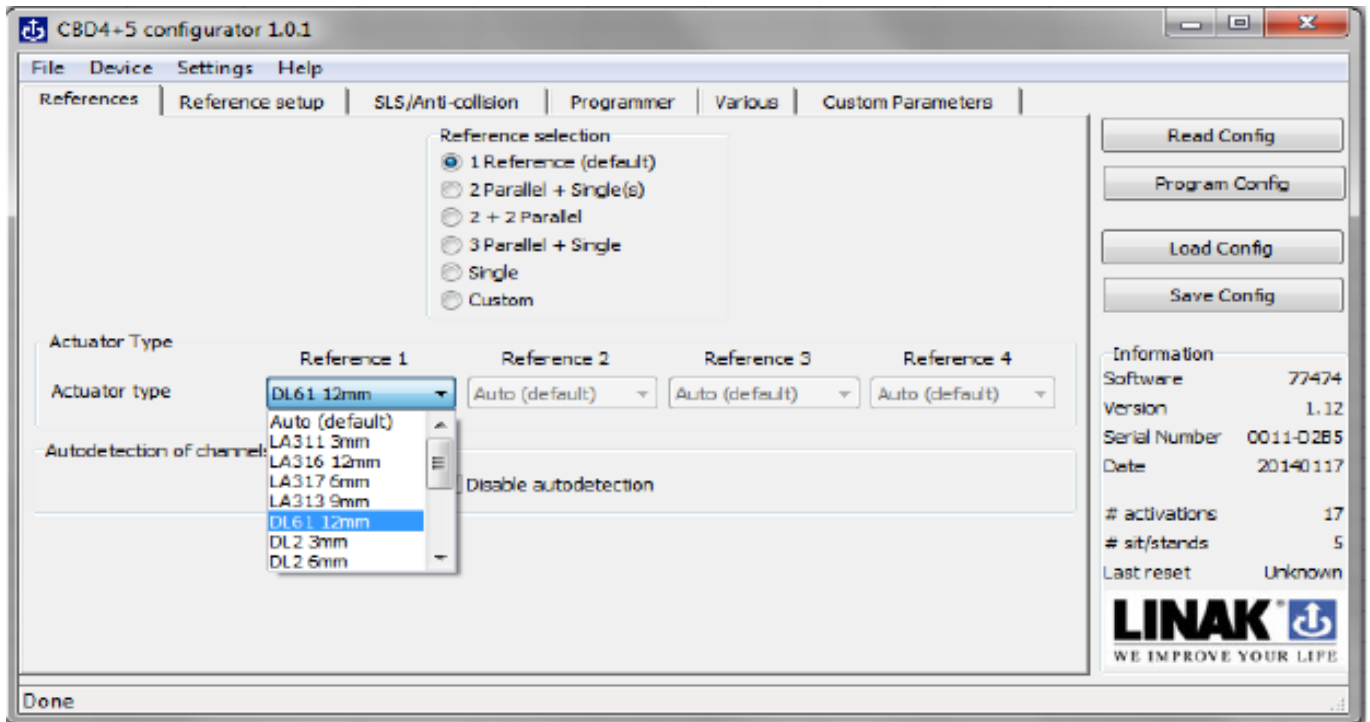 CBD4+5 configurator 1.0.1
File Device Settings Help
References Reference setup SLS/Anti-collision Programmer Various Custom Parameters
Reference selection
1 Reference (default)
2 Parallel + Single(s)
2 + 2 Parallel
3 Parallel + Single
Single
Custom
Actuator Type
Reference 1 Reference 2 Reference 3 Reference 4
Actuator type DL61 12mm Auto (default) Auto (default) Auto (default)
Auto (default)
LA311 3mm
LA316 12mm
LA317 6mm
LA313 9mm
DL61 12mm
DL2 3mm
DL2 6mm
Autodetection of channels
Disable autodetection
Read Config
Program Config
Load Config
Save Config
Information
Software 77474
Version 1.12
Serial Number 0011-D2B5
Date 20140117
# activations 17
# sit/stands 5
Last reset Unknown
LINAK
WE IMPROVE YOUR LIFE
Done